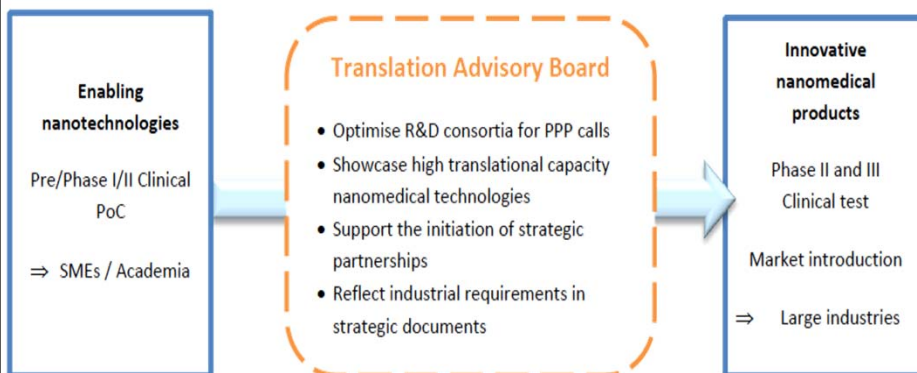 Enabling
nanotechnologies
Pre/Phase I/II Clinical
PoC
⇒ SMEs / Academia
Translation Advisory Board
• Optimise R&D consortia for PPP calls
• Showcase high translational capacity
nanomedical technologies
• Support the initiation of strategic
partnerships
• Reflect industrial requirements in
strategic documents
Innovative
nanomedical
products
Phase II and III
Clinical test
Market introduction
⇒ Large industries